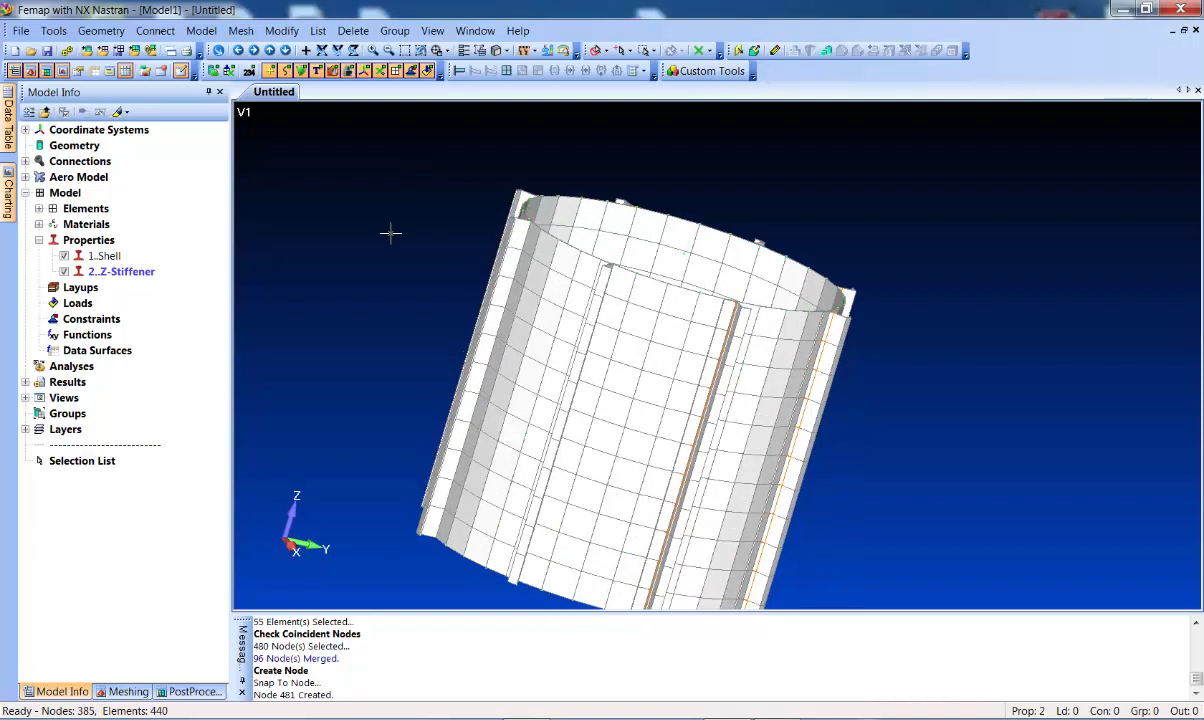 Femap with NX Nastran - [Model1] - [Untitled]
File Tools Geometry Connect Model Mesh Modify List Delete Group View Window Help
234
Custom Tools
Model Info
Untitled
Data Table
Charting
V1
Coordinate Systems
Geometry
Connections
Aero Model
Model
Elements
Materials
Properties
1..Shell
2..Z-Stiffener
Layups
Loads
Constraints
Functions
Data Surfaces
Analyses
Results
Views
Groups
Layers
Selection List
Z
Y
X
55 Element(s) Selected...
Check Coincident Nodes
480 Node(s) Selected...
96 Node(s) Merged.
Create Node
Snap To Node...
Node 481 Created.
Messag
Model Info Meshing PostProce...
Ready - Nodes: 385, Elements: 440
Prop: 2 Ld: 0 Con: 0 Grp: 0 Out: 0